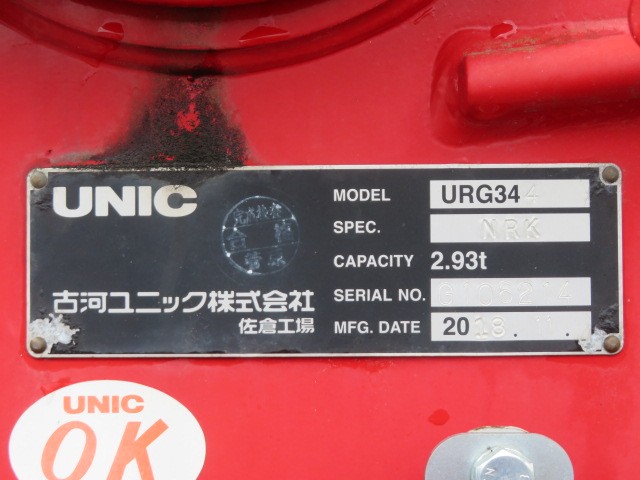 UNIC
MODEL URG344
SPEC. NRK
CAPACITY 2.93t
SERIAL NO.
MFG. DATE 2018.
古河ユニック株式会社
佐倉工場
UNIC
OK